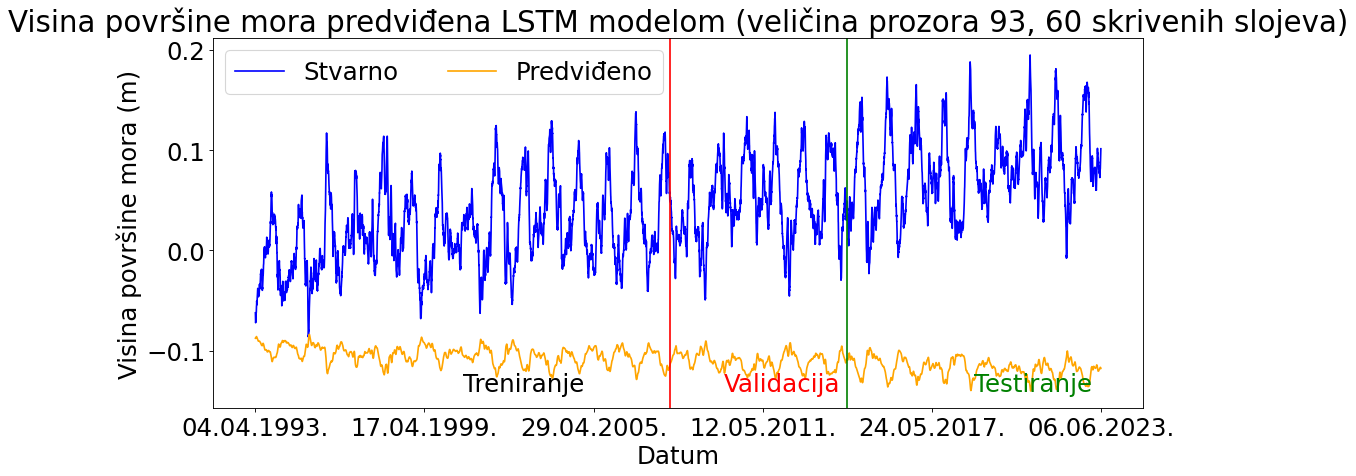 Visina površine mora predviđena LSTM modelom (veličina prozora 93, 60 skrivenih slojeva)
Stvarno Predviđeno
Visina površine mora (m)
0.2
0.1
0.0
−0.1
Treniranje Validacija Testiranje
04.04.1993. 17.04.1999. 29.04.2005. 12.05.2011. 24.05.2017. 06.06.2023.
Datum